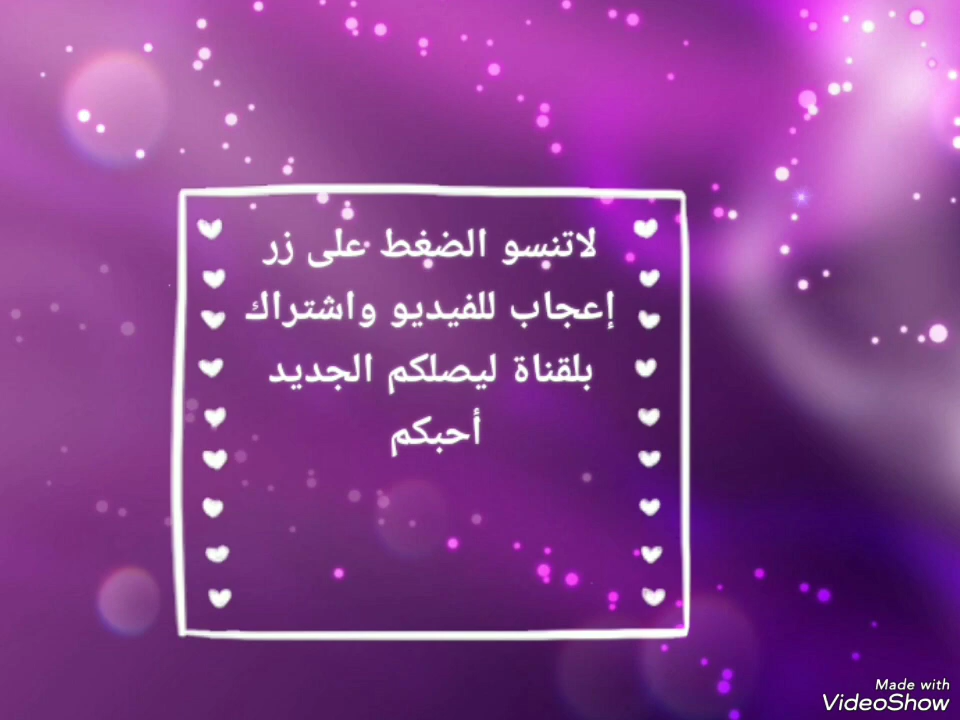 لاتنسو الضغط على زر
إعجاب للفيديو واشتراك
بلقناة ليصلكم الجديد
أحبكم
Made with
VideoShow